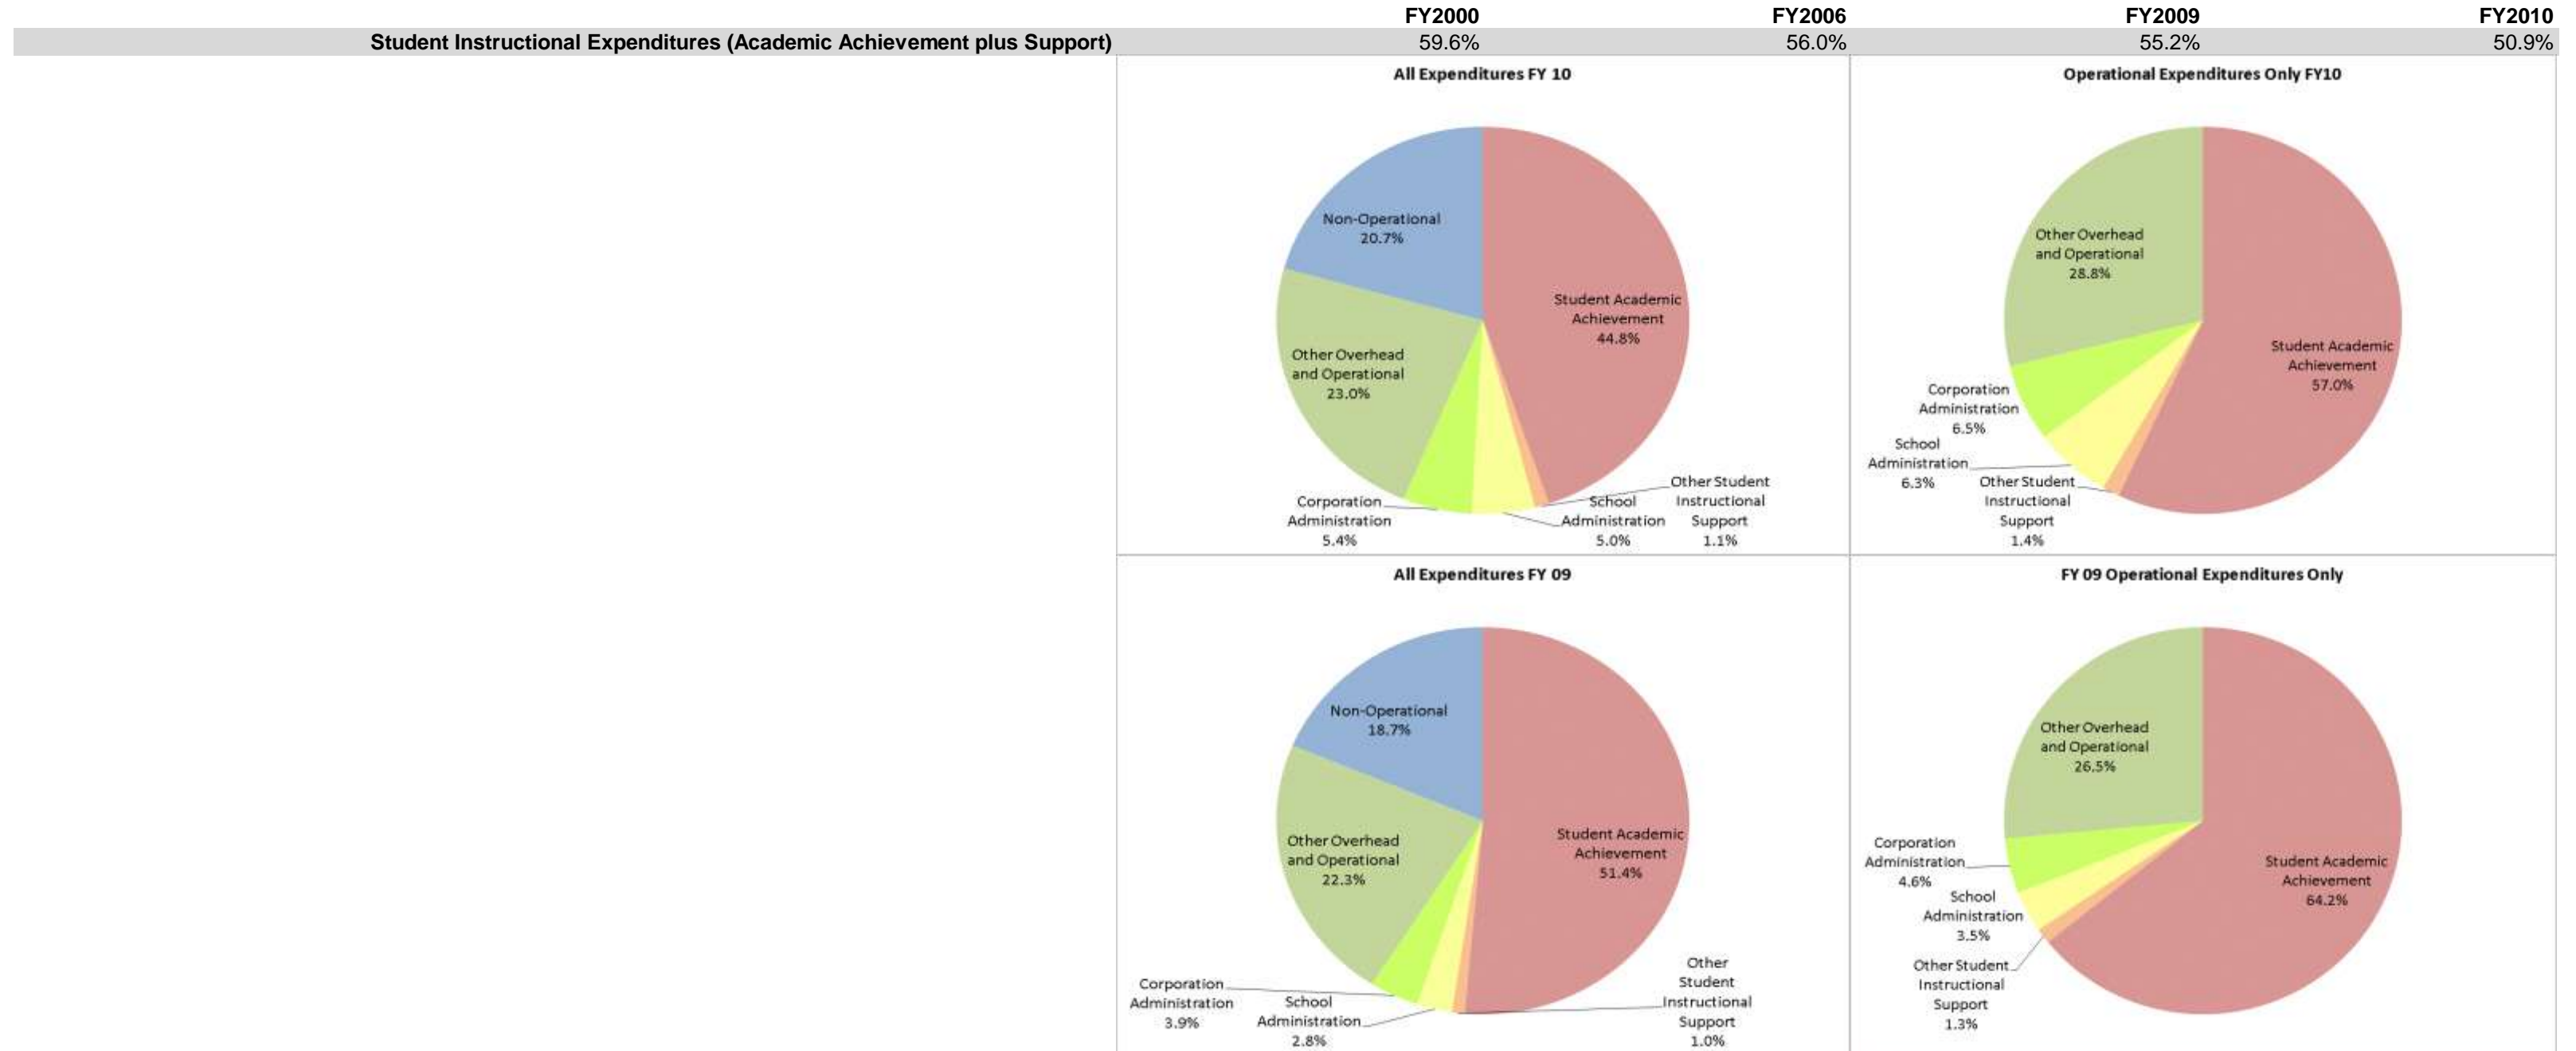 FY2000 FY2006 FY2009 FY2010
Student Instructional Expenditures (Academic Achievement plus Support) 59.6% 56.0% 55.2% 50.9%
All Expenditures FY 10
Non-Operational
20.7%
Student Academic
Achievement
44.8%
Other Overhead
and Operational
23.0%
Corporation
Administration
5.4%
School
Administration
5.0%
Other Student
Instructional
Support
1.1%
Operational Expenditures Only FY10
Other Overhead
and Operational
28.8%
Student Academic
Achievement
57.0%
Corporation
Administration
6.5%
School
Administration
6.3%
Other Student
Instructional
Support
1.4%
All Expenditures FY 09
Non-Operational
18.7%
Student Academic
Achievement
51.4%
Other Overhead
and Operational
22.3%
Corporation
Administration
3.9%
School
Administration
2.8%
Other
Student
Instructional
Support
1.0%
FY 09 Operational Expenditures Only
Other Overhead
and Operational
26.5%
Student Academic
Achievement
64.2%
Corporation
Administration
4.6%
School
Administration
3.5%
Other Student
Instructional
Support
1.3%